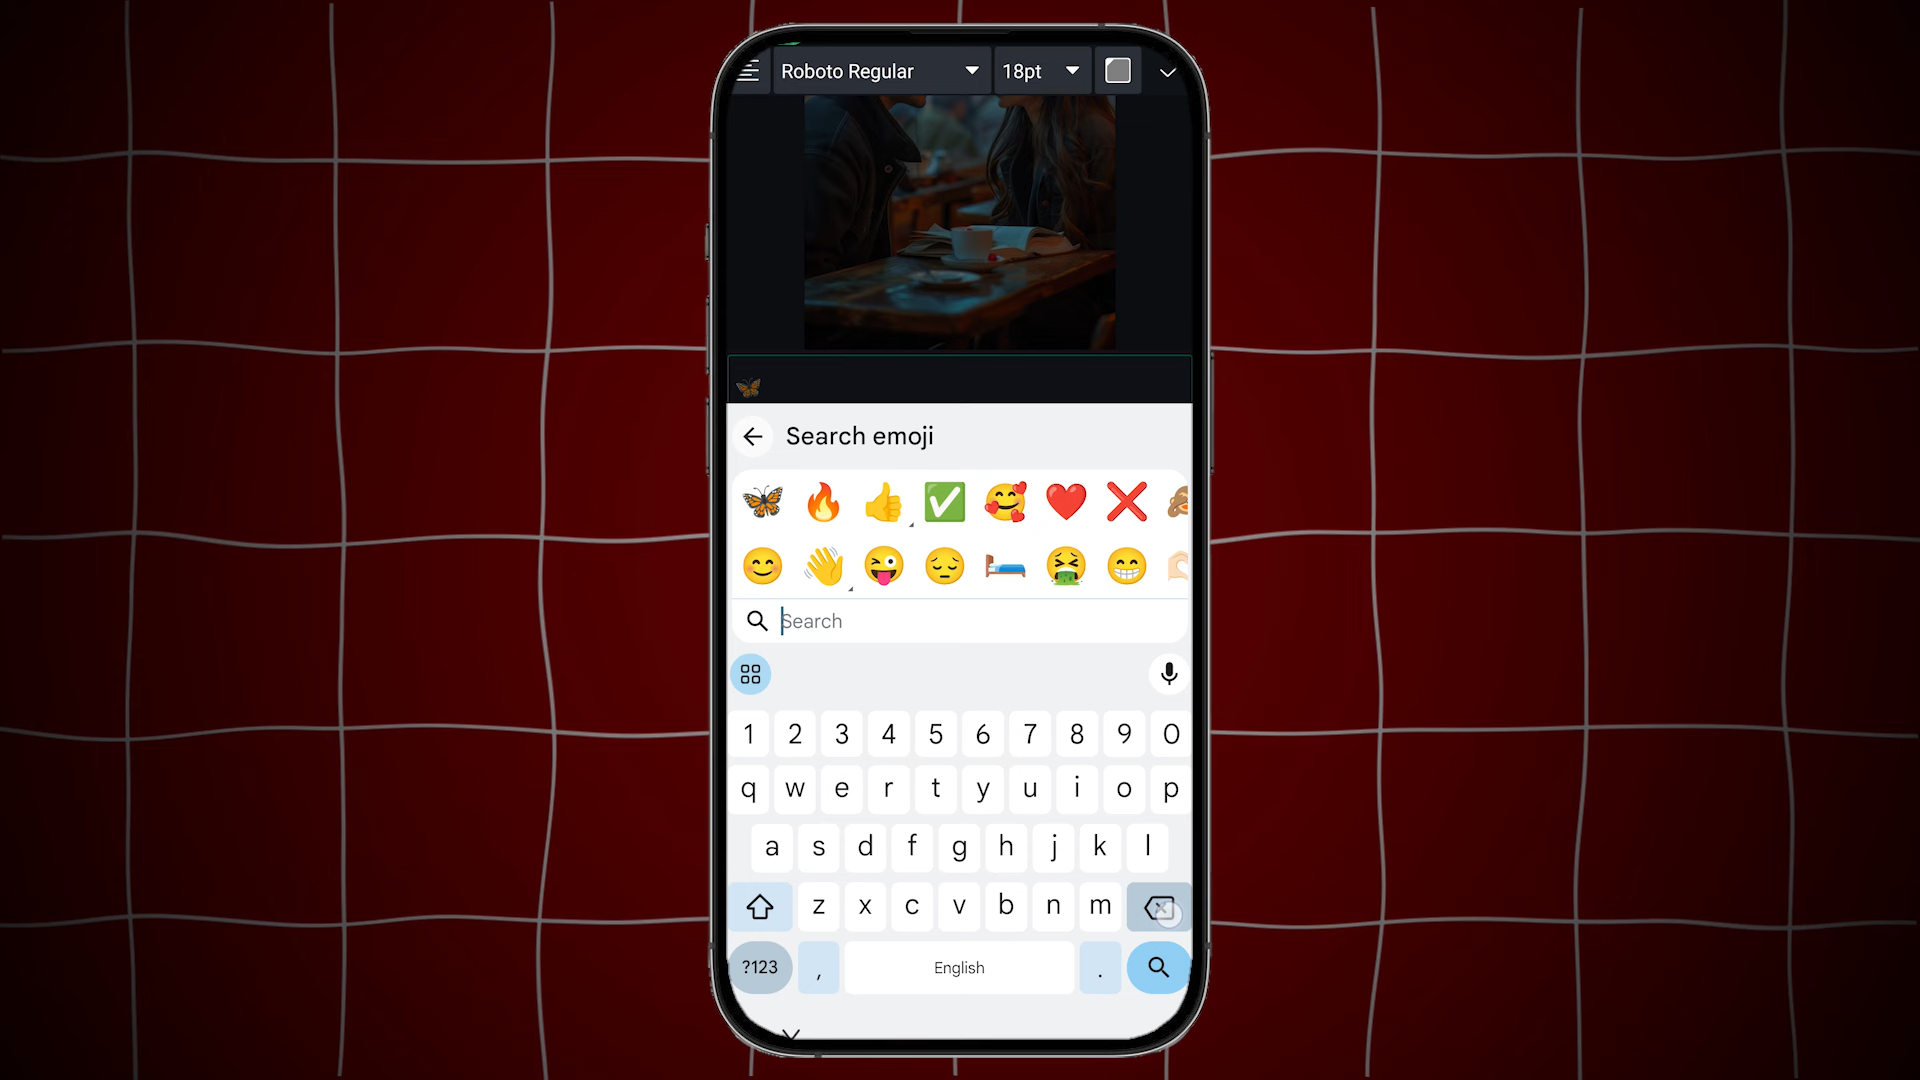 Roboto Regular 18pt
Search emoji
Search
1 2 3 4 5 6 7 8 9 0
q w e r t y u i o p
a s d f g h j k l
z x c v b n m
?123 , English .